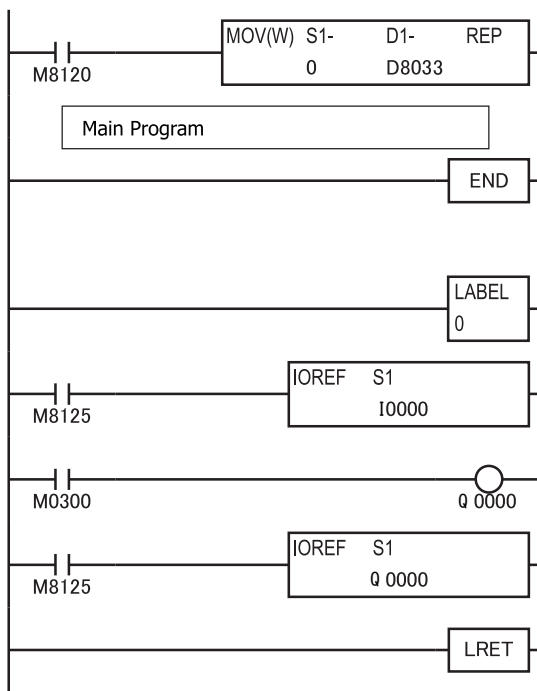 MOV(W) S1- D1- REP
0 D8033
M8120
Main Program
END
LABEL
0
IOREF S1
I0000
M8125
M0300
Q 0000
IOREF S1
Q 0000
M8125
LRET